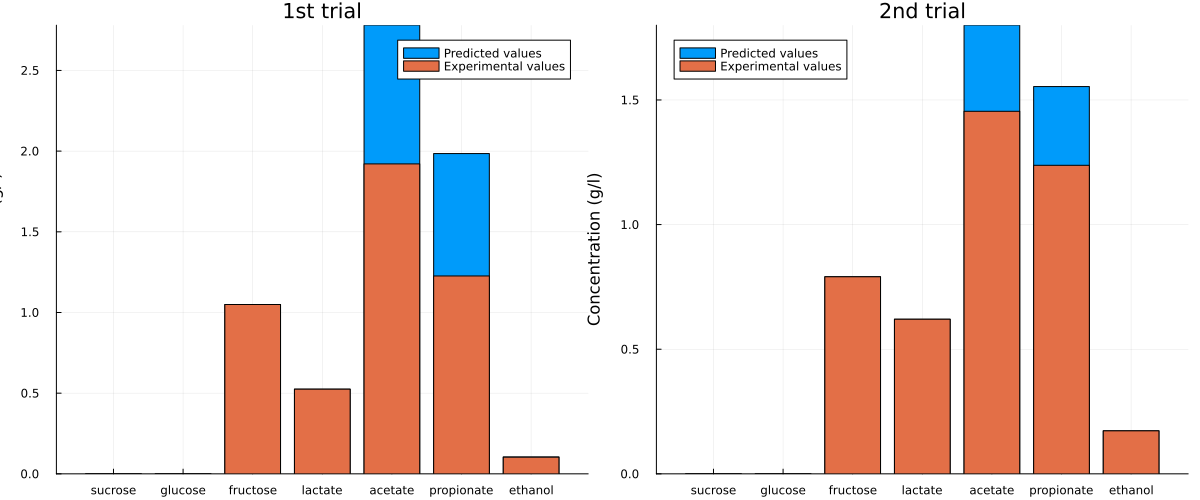 1st trial
2.5
2.0
1.5
1.0
0.5
0.0
Predicted values
Experimental values
sucrose glucose fructose lactate acetate propionate ethanol
2nd trial
Concentration (g/l)
1.5
1.0
0.5
0.0
Predicted values
Experimental values
sucrose glucose fructose lactate acetate propionate ethanol